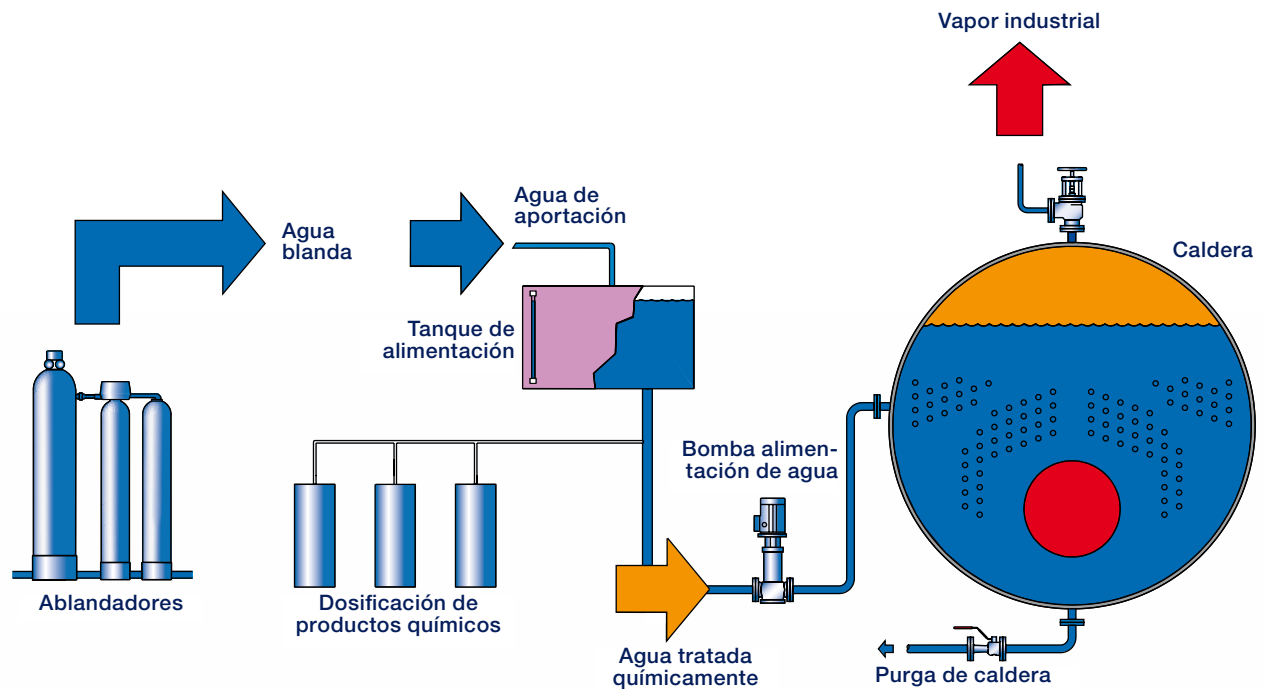 Vapor industrial
Agua de
aportación
Agua
blanda
Caldera
Tanque de
alimentación
Bomba alimen-
tación de agua
Ablandadores
Dosificación de
productos químicos
Agua tratada
químicamente
Purga de caldera